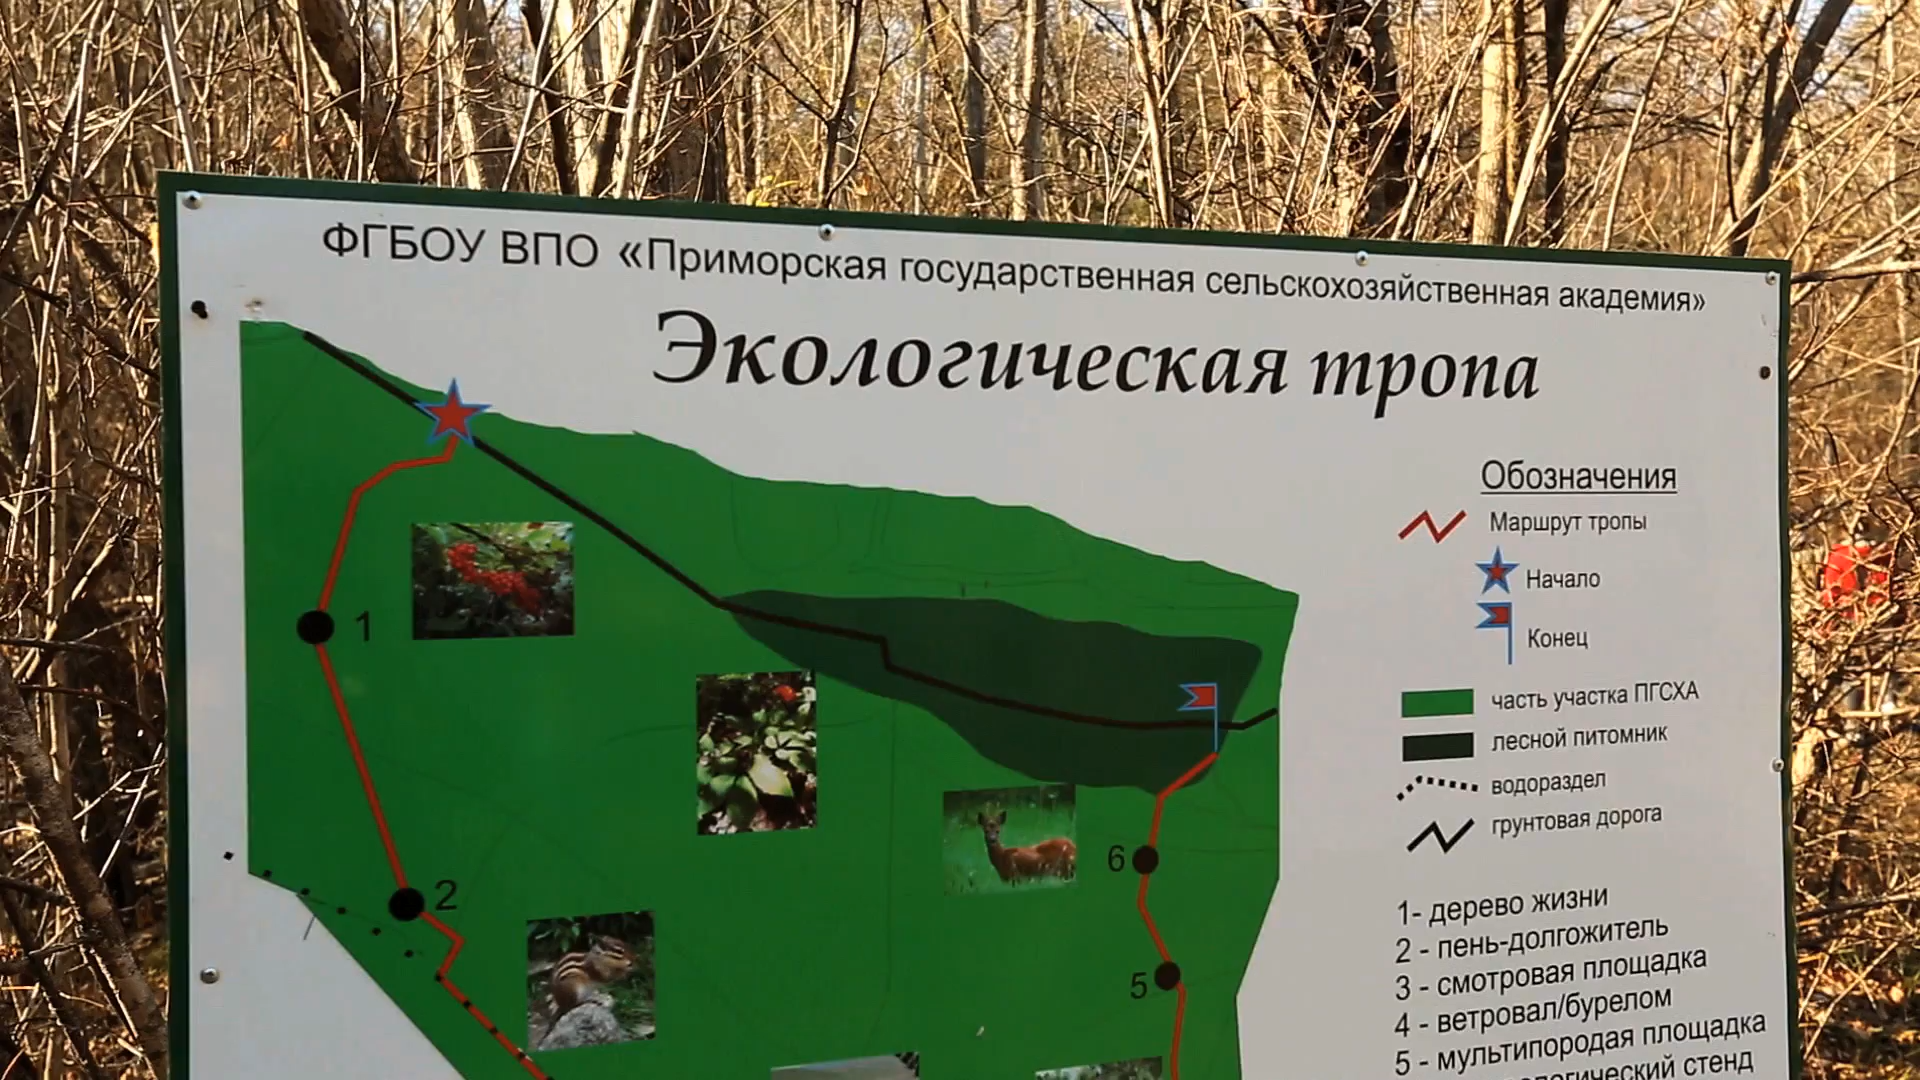 ФГБОУ ВПО «Приморская государственная сельскохозяйственная академия»
Экологическая тропа
Обозначения
Маршрут тропы
Начало
Конец
часть участка ПГСХА
лесной питомник
водораздел
грунтовая дорога
1- дерево жизни
2 - пень-долгожитель
3 - смотровая площадка
4 - ветровал/бурелом
5 - мультипородая площадка
стенд
1
2
6
5